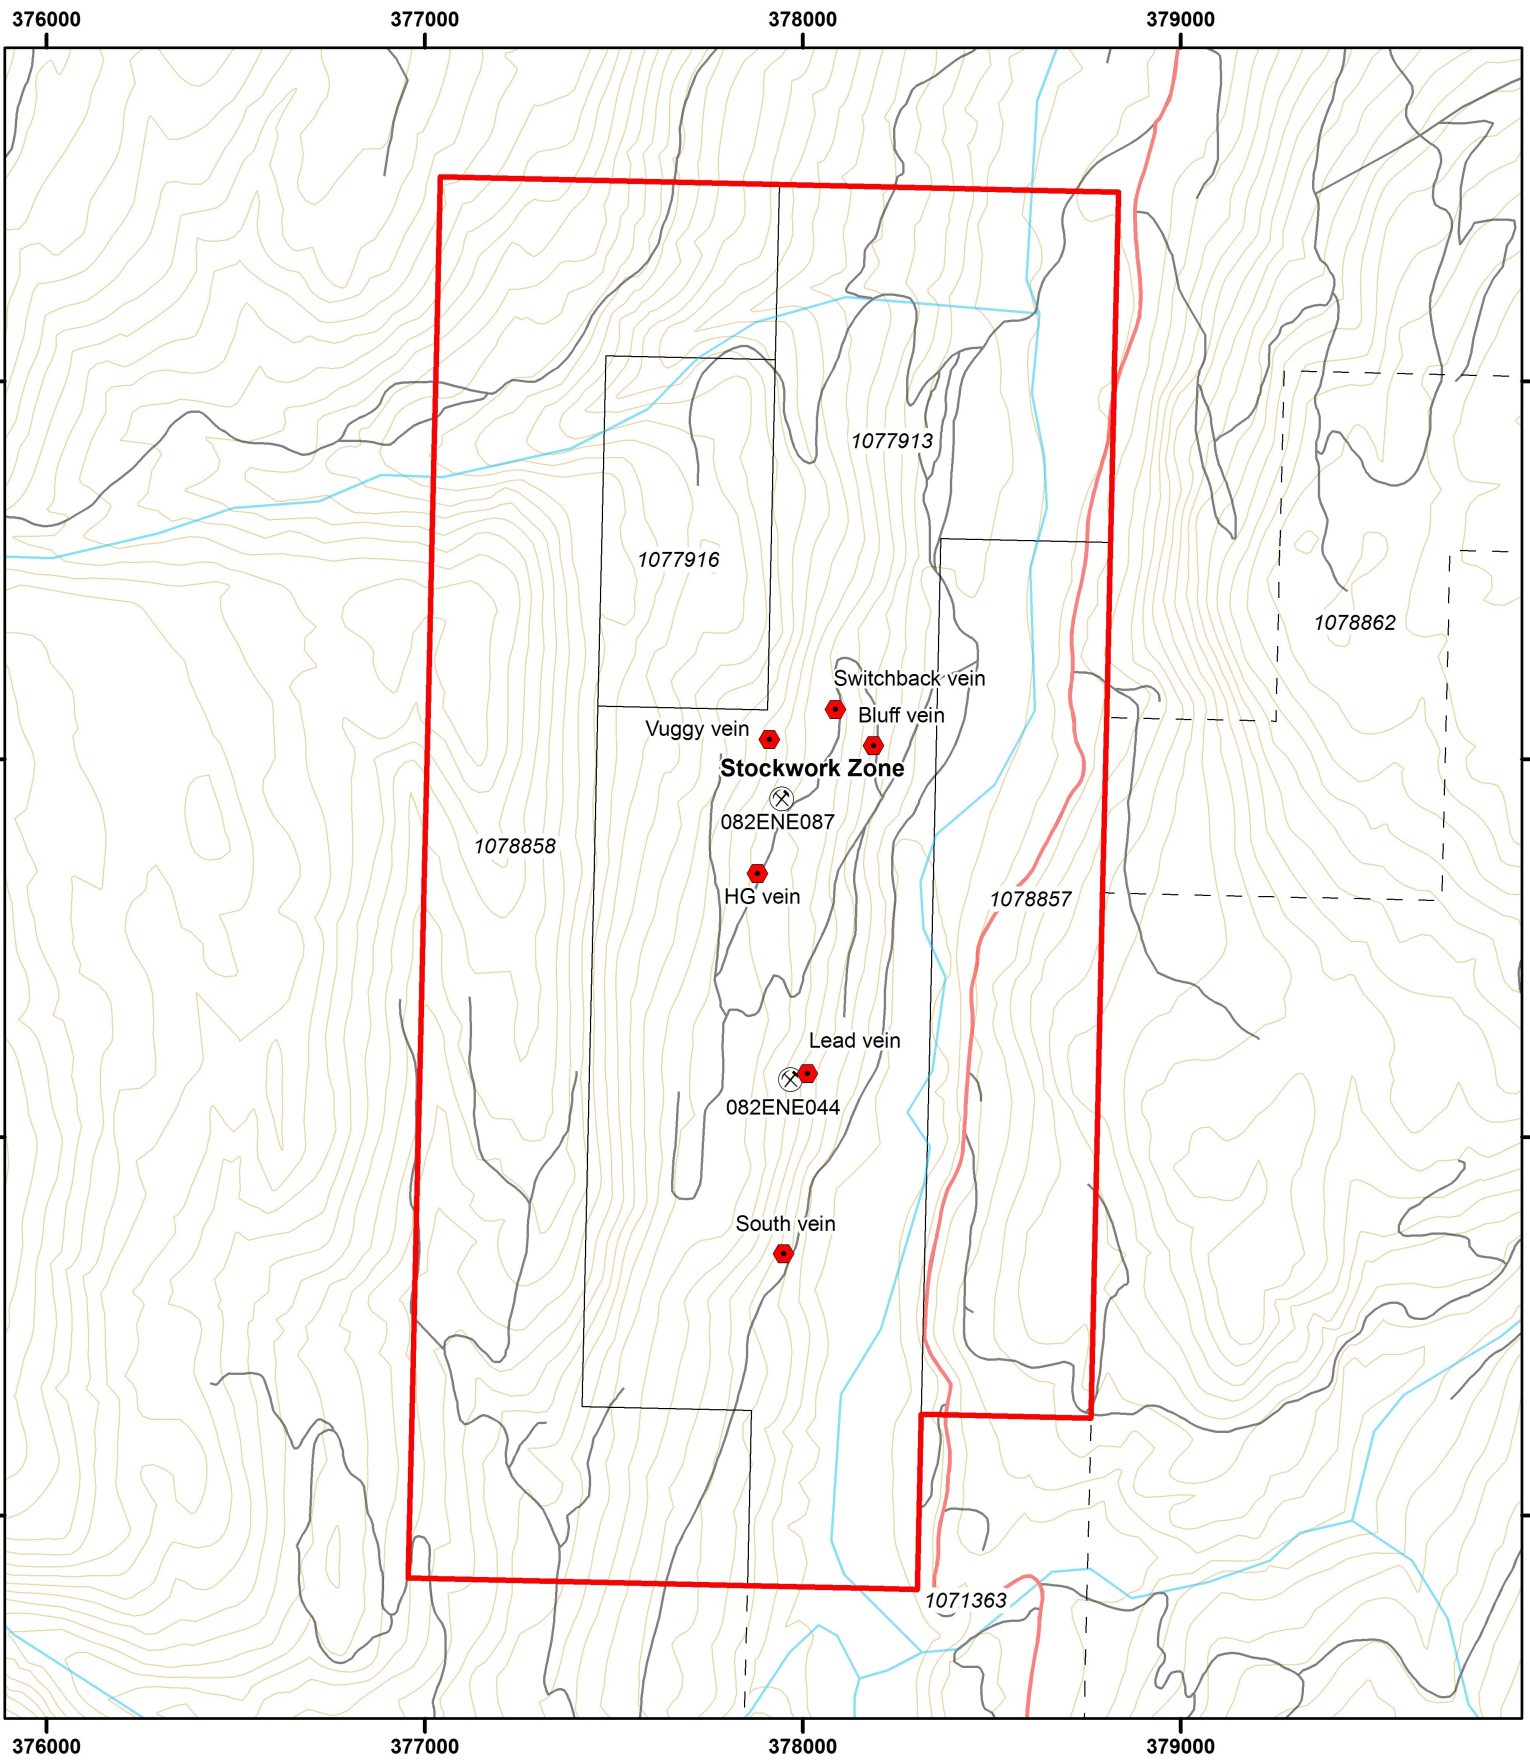 376000 377000 378000 379000
1077913
1077916
1078862
Switchback vein
Bluff vein
Vuggy vein
Stockwork Zone
082ENE087
1078858
HG vein
1078857
Lead vein
082ENE044
South vein
1071363
376000 377000 378000 379000